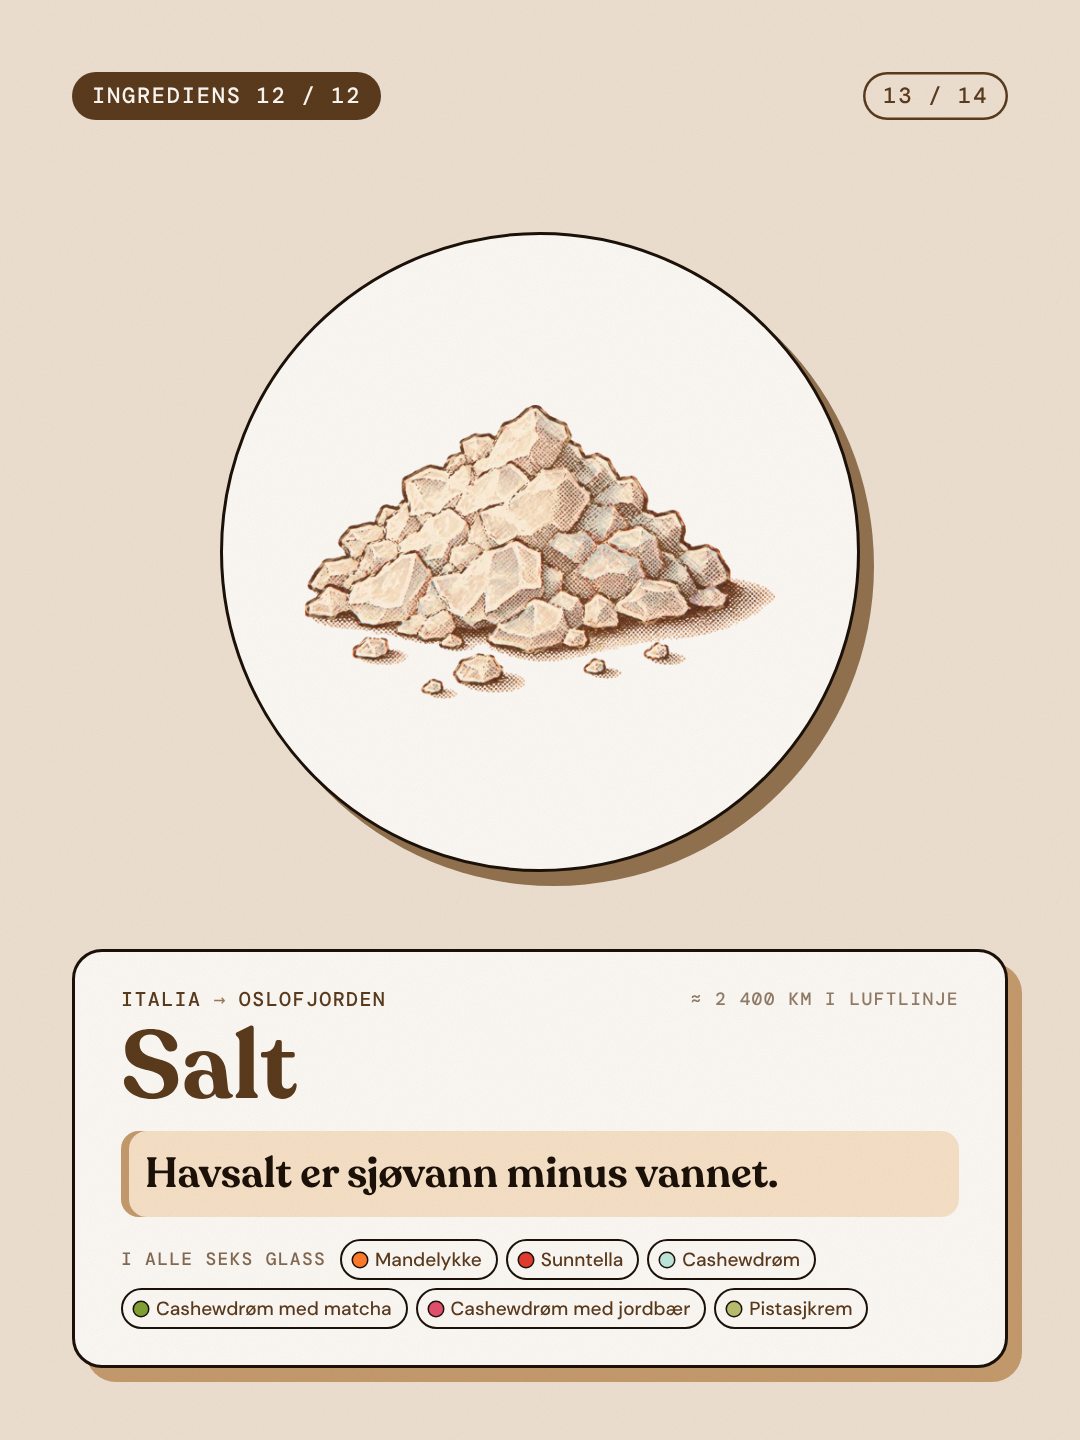 INGREDIENS 12 / 12
13 / 14
ITALIA → OSLOFJORDEN
≈ 2 400 KM I LUFTLINJE
Salt
Havsalt er sjøvann minus vannet.
I ALLE SEKS GLASS Mandelykke Sunntella Cashewdrøm
Cashewdrøm med matcha Cashewdrøm med jordbær Pistasjkrem